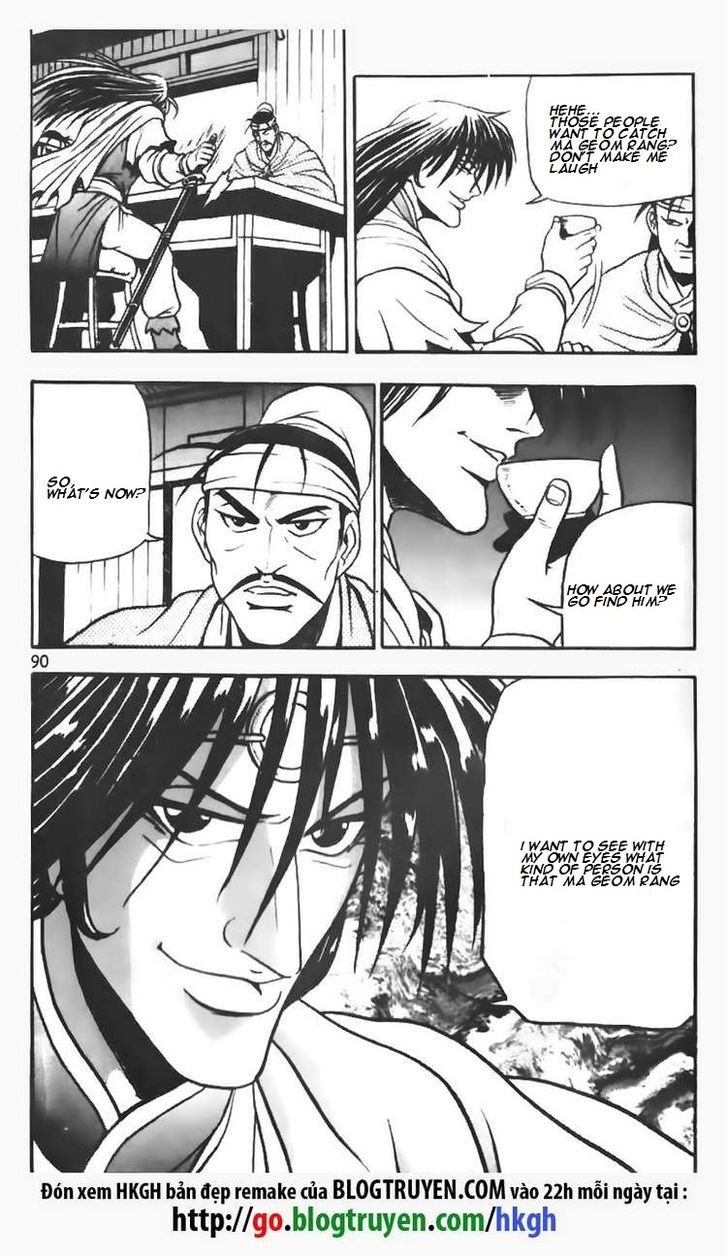 HEHE...
THOSE PEOPLE
WANT TO CATCH
MA GEOM RANG?
DON'T MAKE ME
LAUGH
SO,
WHAT'S NOW?
HOW ABOUT WE
GO FIND HIM?
90
I WANT TO SEE WITH
MY OWN EYES WHAT
KIND OF PERSON IS
THAT MA GEOM RANG
Đón xem HKGH bản đẹp remake của BLOGTRUYEN.COM vào 22h mỗi ngày tại :
http://go.blogtruyen.com/hkgh